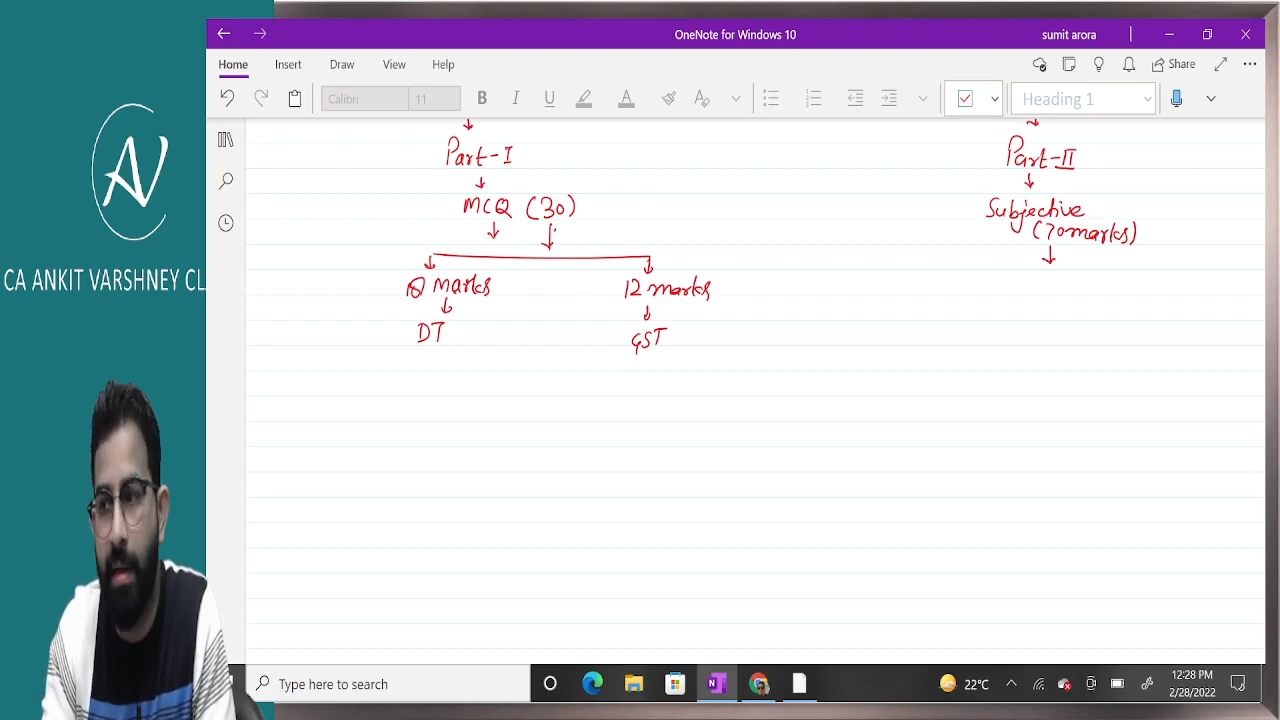 OneNote for Windows 10
sumit arora
Home Insert Draw View Help
Share
Calibri 11 B I U A Heading 1
Part-I
MCQ (30)
marks
DT
12 marks
GST
Part-II
Subjective
(70marks)
AV
CA ANKIT VARSHNEY CL
Type here to search
22°C
12:28 PM
2/28/2022